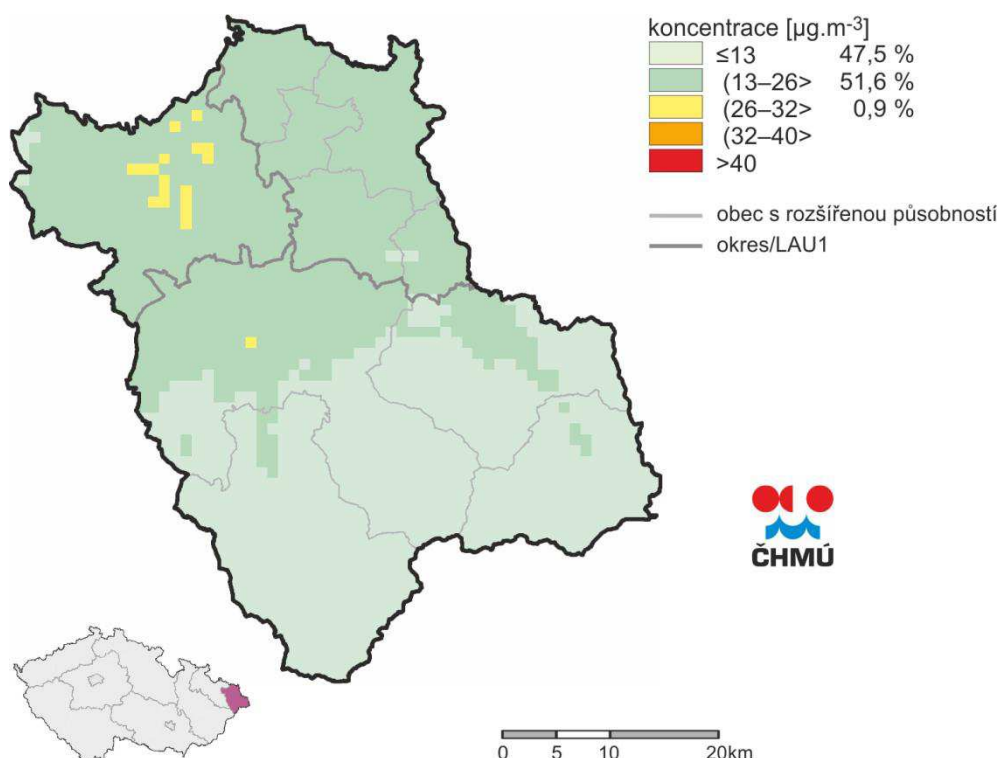 koncentrace [µg.m⁻³]
≤13 47,5 %
(13–26> 51,6 %
(26–32> 0,9 %
(32–40>
>40
obec s rozšířenou působností
okres/LAU1
ČHMÚ
0 5 10 20km